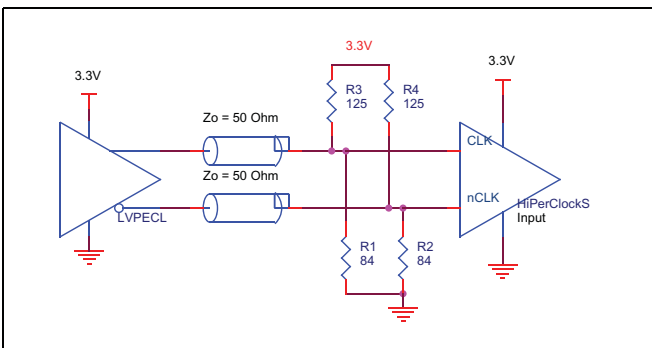 3.3V
3.3V
3.3V
R3
125
R4
125
Zo = 50 Ohm
CLK
Zo = 50 Ohm
nCLK
LVPECL
HiPerClockS
Input
R1
84
R2
84